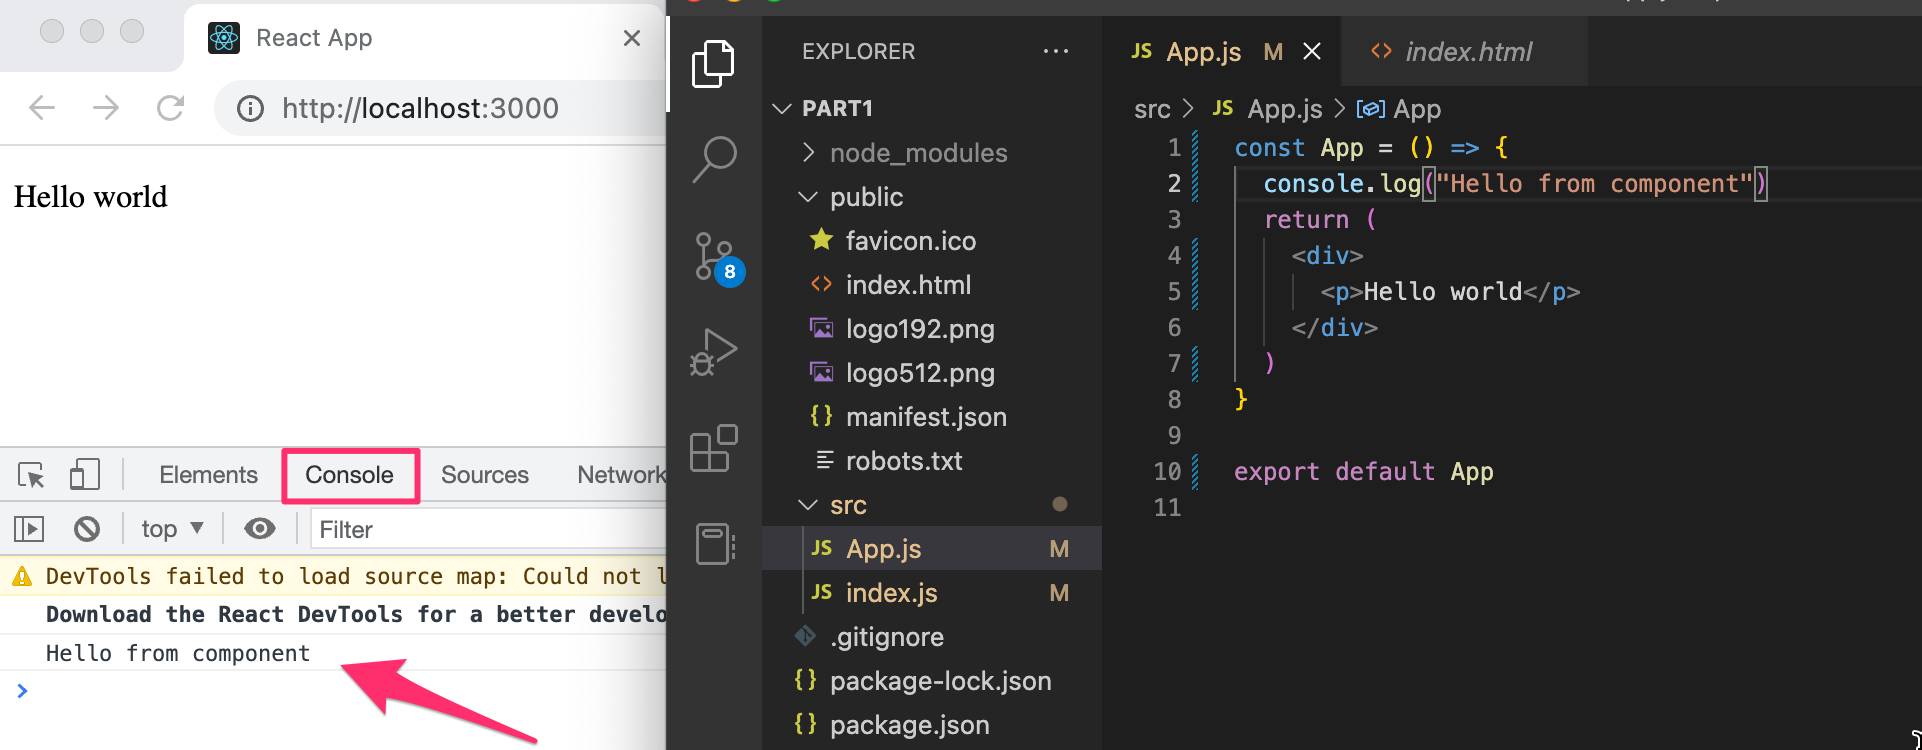 React App
http://localhost:3000
Hello world
Elements Console Sources Network
top Filter
DevTools failed to load source map: Could not l
Download the React DevTools for a better develo
Hello from component
>
8
EXPLORER ...
PART1
node_modules
public
favicon.ico
index.html
logo192.png
logo512.png
{} manifest.json
robots.txt
src
JS App.js M
JS index.js M
.gitignore
{} package-lock.json
{} package.json
JS App.js M <> index.html
src > JS App.js > App
1 const App = () => {
2 console.log("Hello from component")
3 return (
4 <div>
5 <p>Hello world</p>
6 </div>
7 )
8 }
9
10 export default App
11